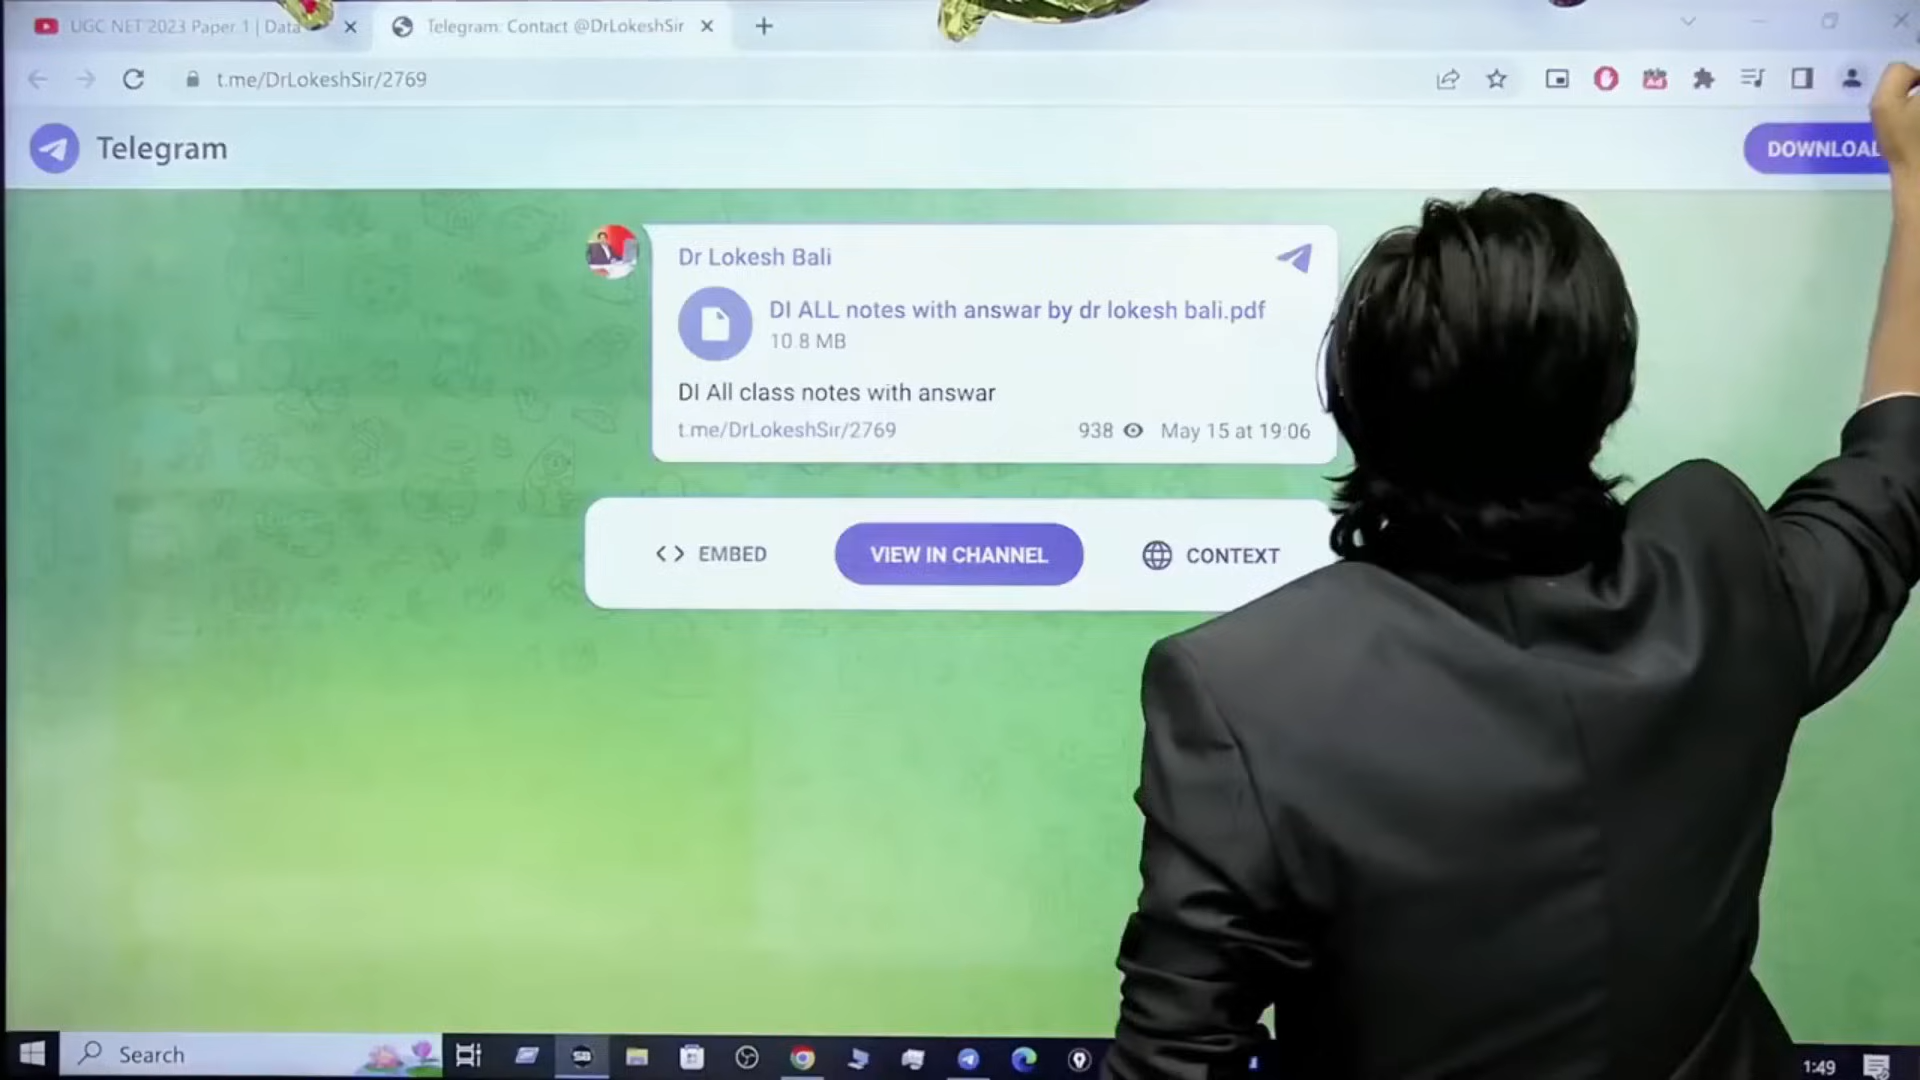 UGC NET 2023 Paper 1 | Data
Telegram: Contact @DrLokeshSir
t.me/DrLokeshSir/2769
Telegram
DOWNLOAD
Dr Lokesh Bali
DI ALL notes with answar by dr lokesh bali.pdf
10.8 MB
DI All class notes with answar
t.me/DrLokeshSir/2769
938
May 15 at 19:06
EMBED
VIEW IN CHANNEL
CONTEXT
Search
1:49